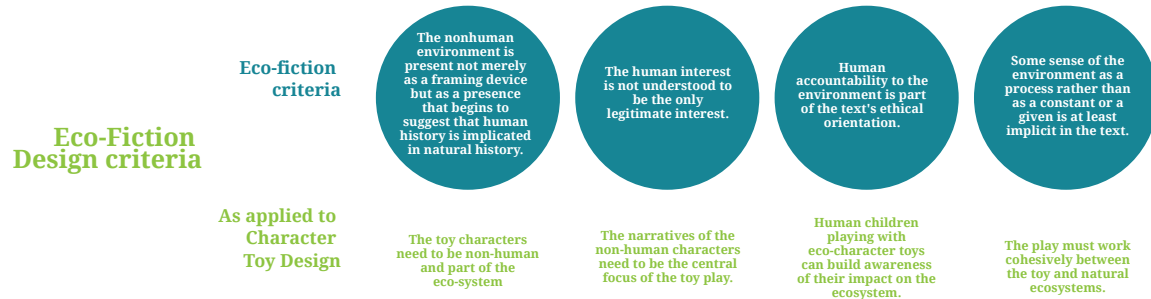 Eco-Fiction
Design criteria
Eco-fiction
criteria
The nonhuman
environment is
present not merely
as a framing device
but as a presence
that begins to
suggest that human
history is implicated
in natural history.
The human interest
is not understood to
be the only
legitimate interest.
Human
accountability to the
environment is part
of the text's ethical
orientation.
Some sense of the
environment as a
process rather than
as a constant or a
given is at least
implicit in the text.
As applied to
Character
Toy Design
The toy characters
need to be non-human
and part of the
eco-system
The narratives of the
non-human characters
need to be the central
focus of the toy play.
Human children
playing with
eco-character toys
can build awareness
of their impact on the
ecosystem.
The play must work
cohesively between
the toy and natural
ecosystems.